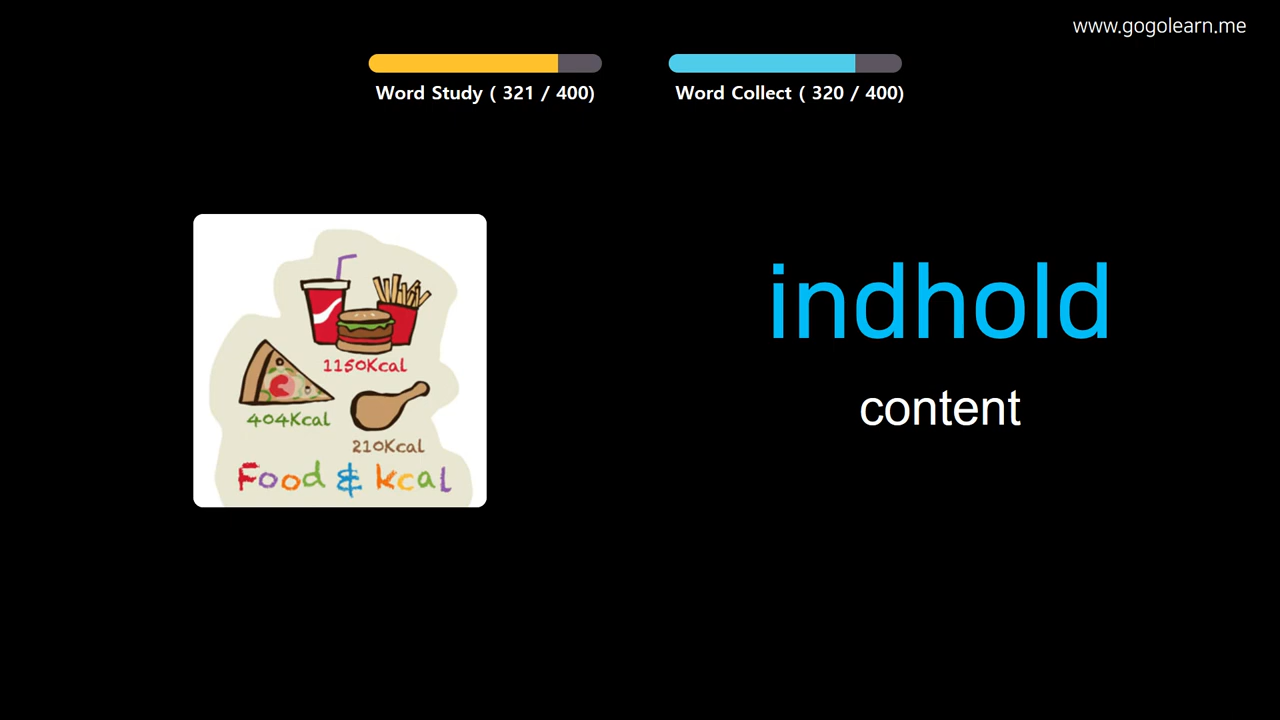 www.gogolearn.me
Word Study ( 321 / 400)
Word Collect ( 320 / 400)
1150Kcal
404Kcal
210Kcal
Food & kcal
indhold
content